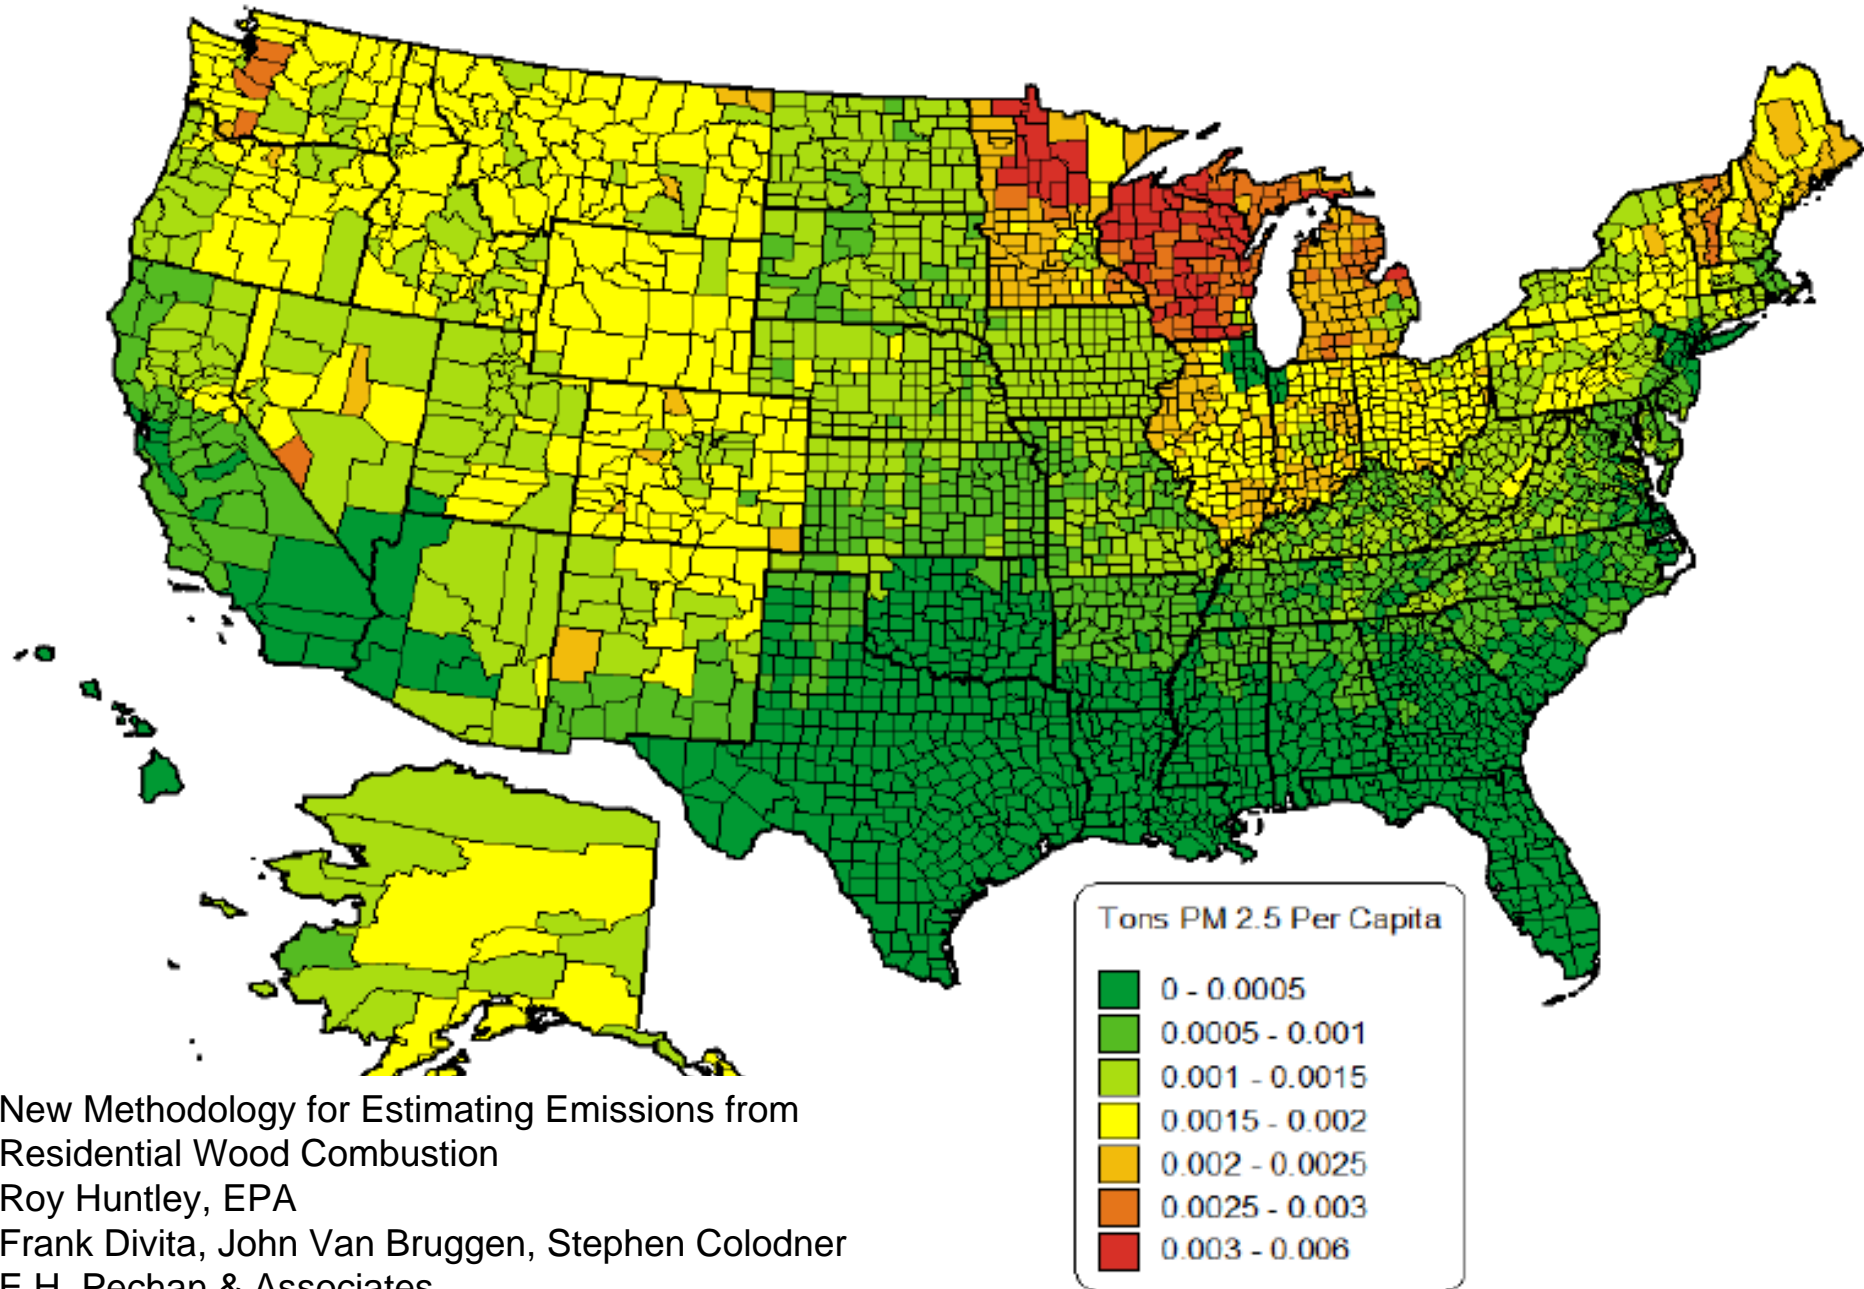 Tons PM 2.5 Per Capita
0 - 0.0005
0.0005 - 0.001
0.001 - 0.0015
0.0015 - 0.002
0.002 - 0.0025
0.0025 - 0.003
0.003 - 0.006
New Methodology for Estimating Emissions from
Residential Wood Combustion
Roy Huntley, EPA
Frank Divita, John Van Bruggen, Stephen Colodner
E.H. Pechan & Associates